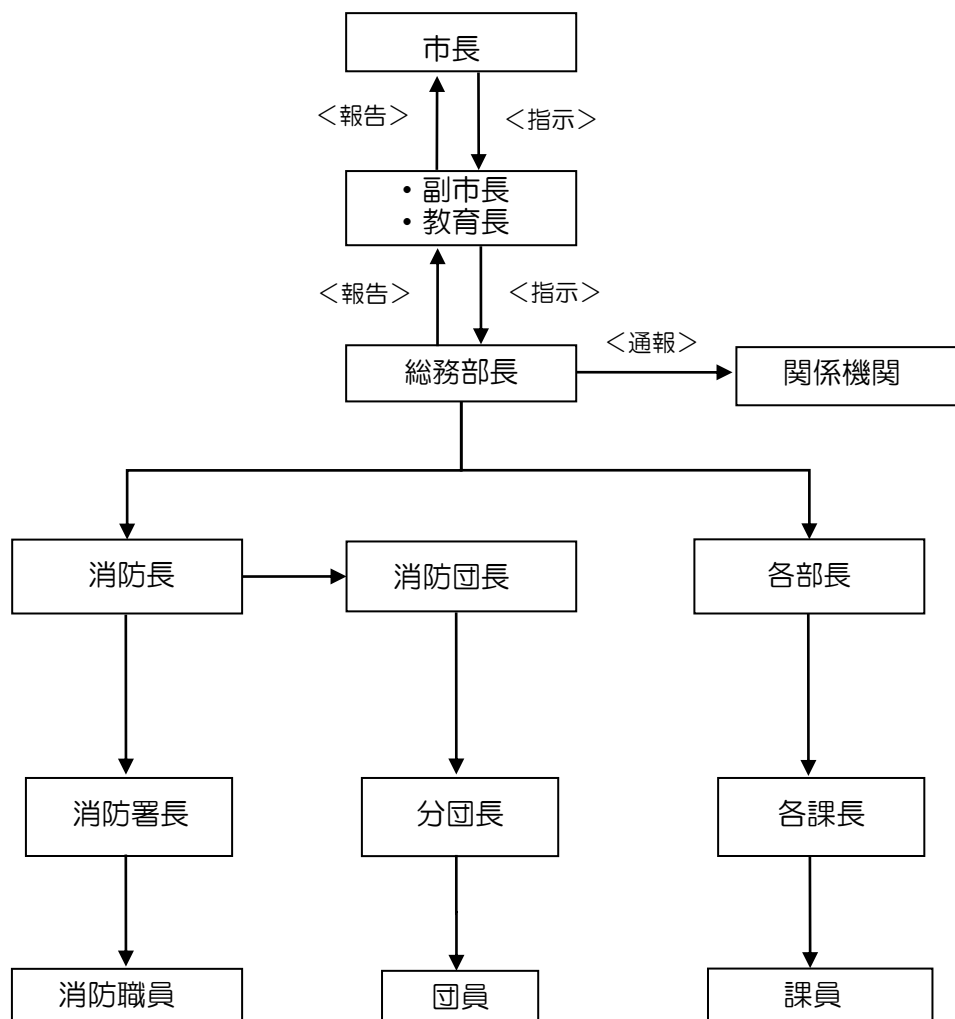 市長
＜報告＞
＜指示＞
・副市長
・教育長
＜報告＞
＜指示＞
＜通報＞
総務部長
関係機関
消防長
消防団長
各部長
消防署長
分団長
各課長
消防職員
団員
課員